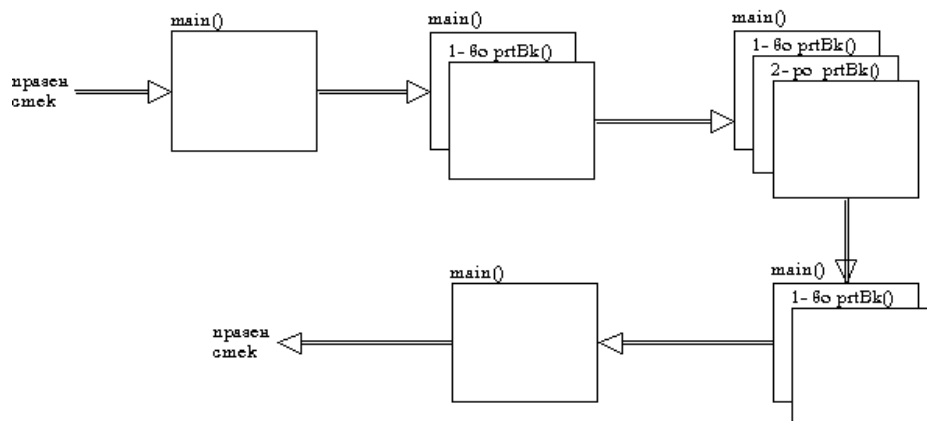 main()
main()
1- во prtBk()
main()
1- во prtBk()
2- ро prtBk()
празен
стек
main()
main()
1- во prtBk()
празен
стек